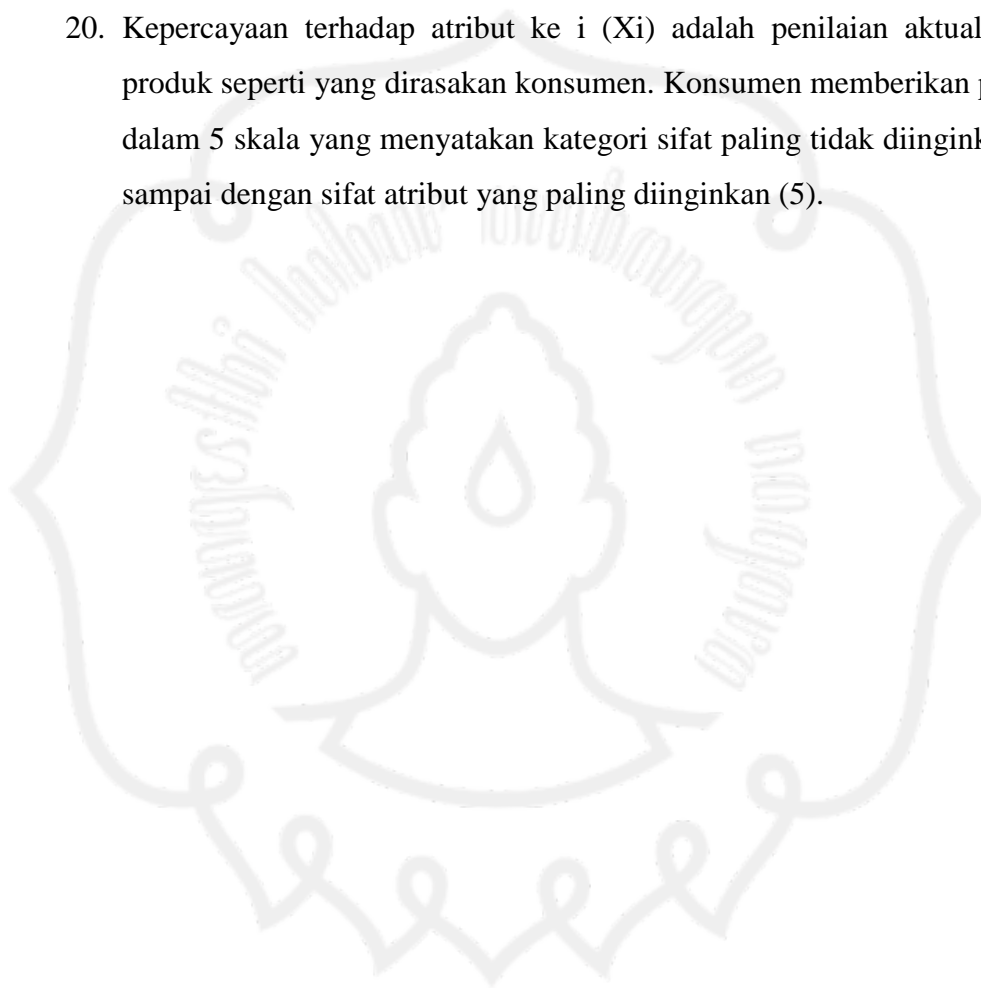 20. Kepercayaan terhadap atribut ke i (Xi) adalah penilaian aktual
produk seperti yang dirasakan konsumen. Konsumen memberikan
dalam 5 skala yang menyatakan kategori sifat paling tidak
sampai dengan sifat atribut yang paling diinginkan (5).